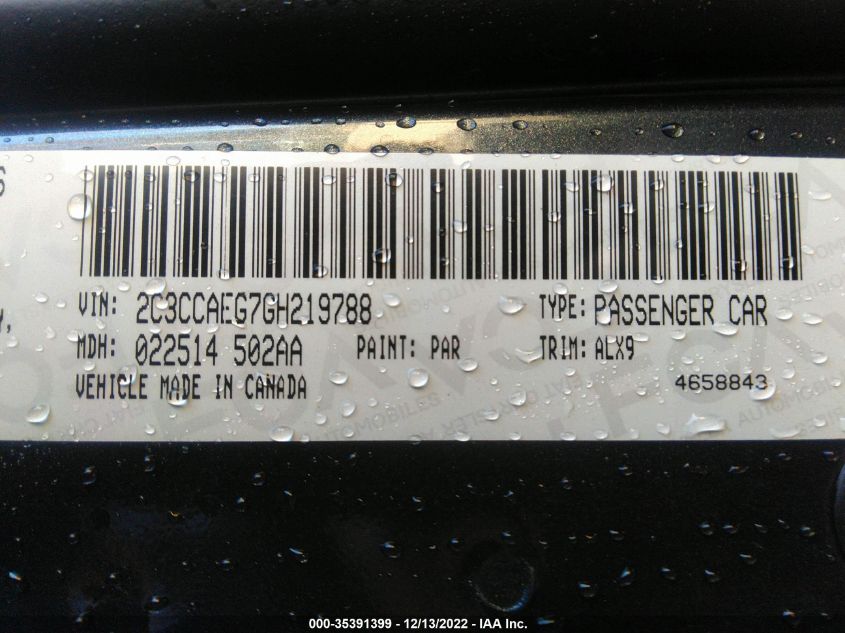 S
VIN: 2C3CCAEG7GH219788 TYPE: PASSENGER CAR
Y,
MDH: 022514 502AA PAINT: PAR TRIM: ALX9
VEHICLE MADE IN CANADA 4658843
000-35391399 - 12/13/2022 - IAA Inc.